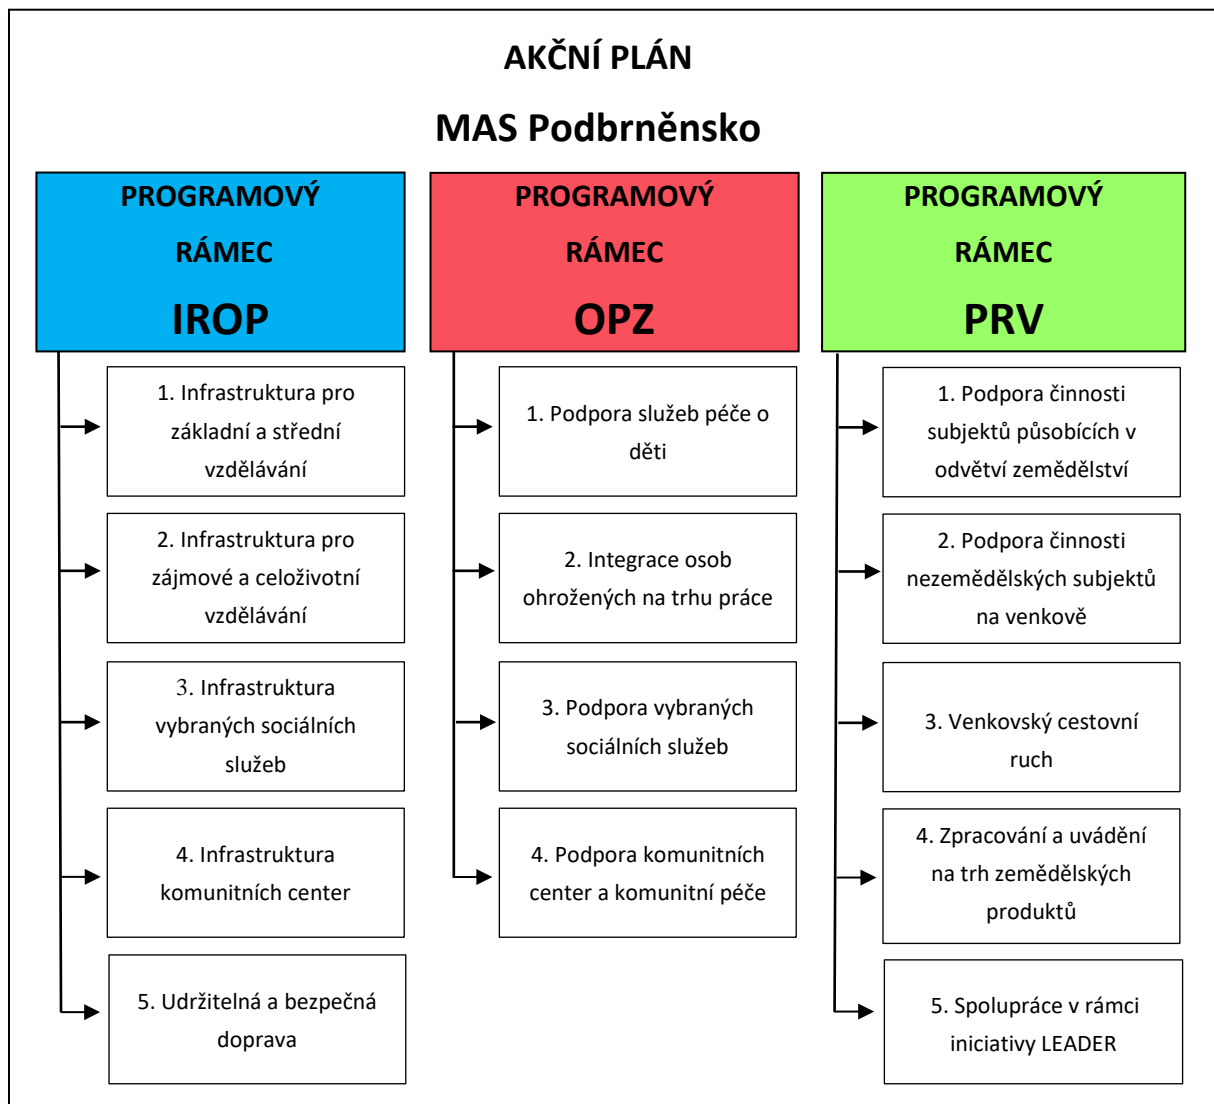 AKČNÍ PLÁN
MAS Podbrněnsko
PROGRAMOVÝ
RÁMEC
IROP
1. Infrastruktura pro
základní a střední
vzdělávání
2. Infrastruktura pro
zájmové a celoživotní
vzdělávání
3. Infrastruktura
vybraných sociálních
služeb
4. Infrastruktura
komunitních center
5. Udržitelná a bezpečná
doprava
PROGRAMOVÝ
RÁMEC
OPZ
1. Podpora služeb péče o
děti
2. Integrace osob
ohrožených na trhu práce
3. Podpora vybraných
sociálních služeb
4. Podpora komunitních
center a komunitní péče
PROGRAMOVÝ
RÁMEC
PRV
1. Podpora činnosti
subjektů působících v
odvětví zemědělství
2. Podpora činnosti
nezemědělských subjektů
na venkově
3. Venkovský cestovní
ruch
4. Zpracování a uvádění
na trh zemědělských
produktů
5. Spolupráce v rámci
iniciativy LEADER